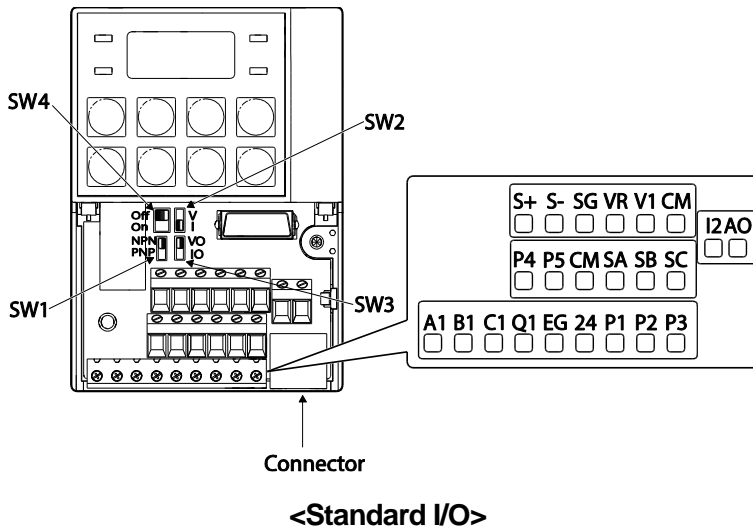 SW4
SW2
Off
On
V
I
NPN
PNP
VO
IO
SW1
SW3
S+ S- SG VR V1 CM
I2 AO
P4 P5 CM SA SB SC
A1 B1 C1 Q1 EG 24 P1 P2 P3
Connector
<Standard I/O>